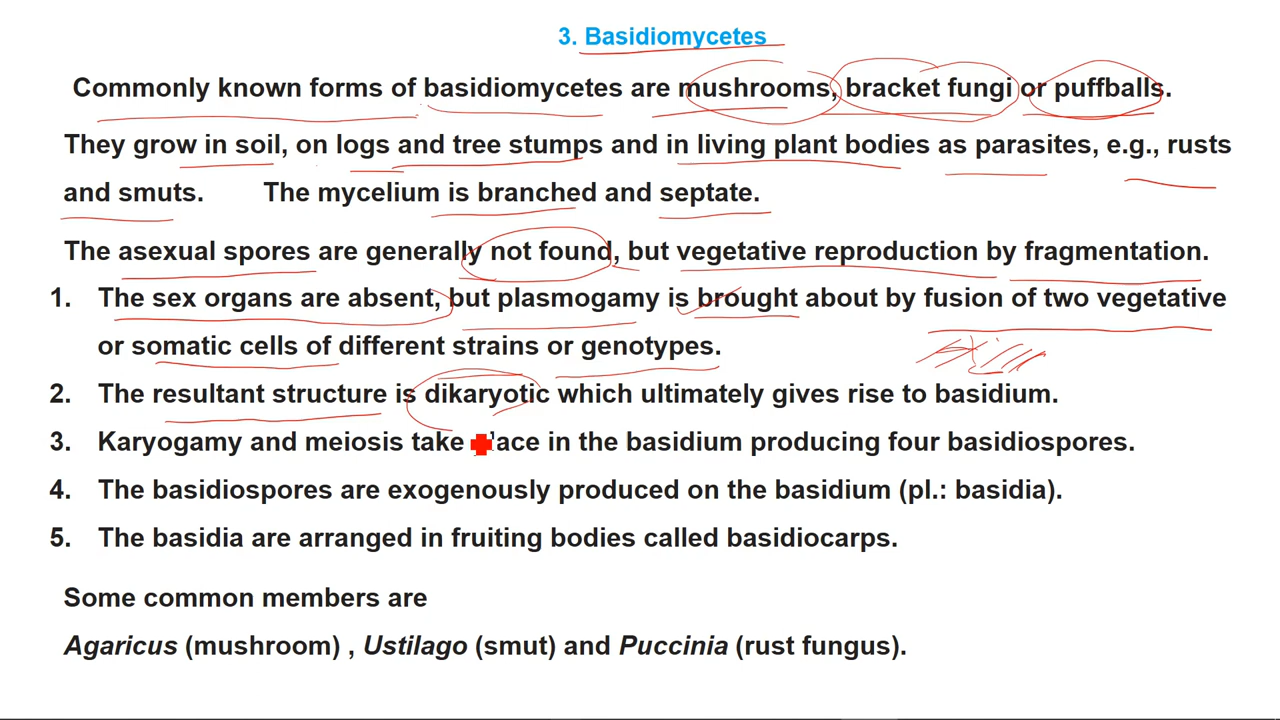 3. Basidiomycetes
Commonly known forms of basidiomycetes are mushrooms, bracket fungi or puffballs.
They grow in soil, on logs and tree stumps and in living plant bodies as parasites, e.g., rusts
and smuts. The mycelium is branched and septate.
The asexual spores are generally not found, but vegetative reproduction by fragmentation.
1. The sex organs are absent, but plasmogamy is brought about by fusion of two vegetative
or somatic cells of different strains or genotypes.
2. The resultant structure is dikaryotic which ultimately gives rise to basidium.
3. Karyogamy and meiosis take place in the basidium producing four basidiospores.
4. The basidiospores are exogenously produced on the basidium (pl.: basidia).
5. The basidia are arranged in fruiting bodies called basidiocarps.
Some common members are
Agaricus (mushroom) , Ustilago (smut) and Puccinia (rust fungus).